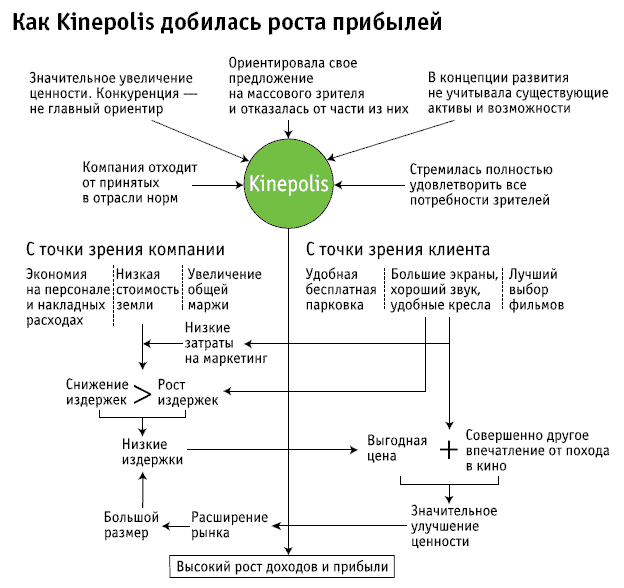 Как Kinepolis добилась роста прибылей
Значительное увеличение
ценности. Конкуренция —
не главный ориентир
Ориентировала свое
предложение
на массового зрителя
и отказалась от части из них
В концепции развития
не учитывала существующие
активы и возможности
Компания отходит
от принятых
в отрасли норм
Kinepolis
Стремилась полностью
удовлетворить все
потребности зрителей
С точки зрения компании
Экономия
на персонале
и накладных
расходах
Низкая
стоимость
земли
Увеличение
общей
маржи
С точки зрения клиента
Удобная
бесплатная
парковка
Большие экраны,
хороший звук,
удобные кресла
Лучший
выбор
фильмов
Низкие
затраты
на маркетинг
Снижение
издержек
>
Рост
издержек
Низкие
издержки
Выгодная
цена
+
Совершенно другое
впечатление от похода
в кино
Большой
размер
Расширение
рынка
Значительное
улучшение
ценности
Высокий рост доходов и прибыли